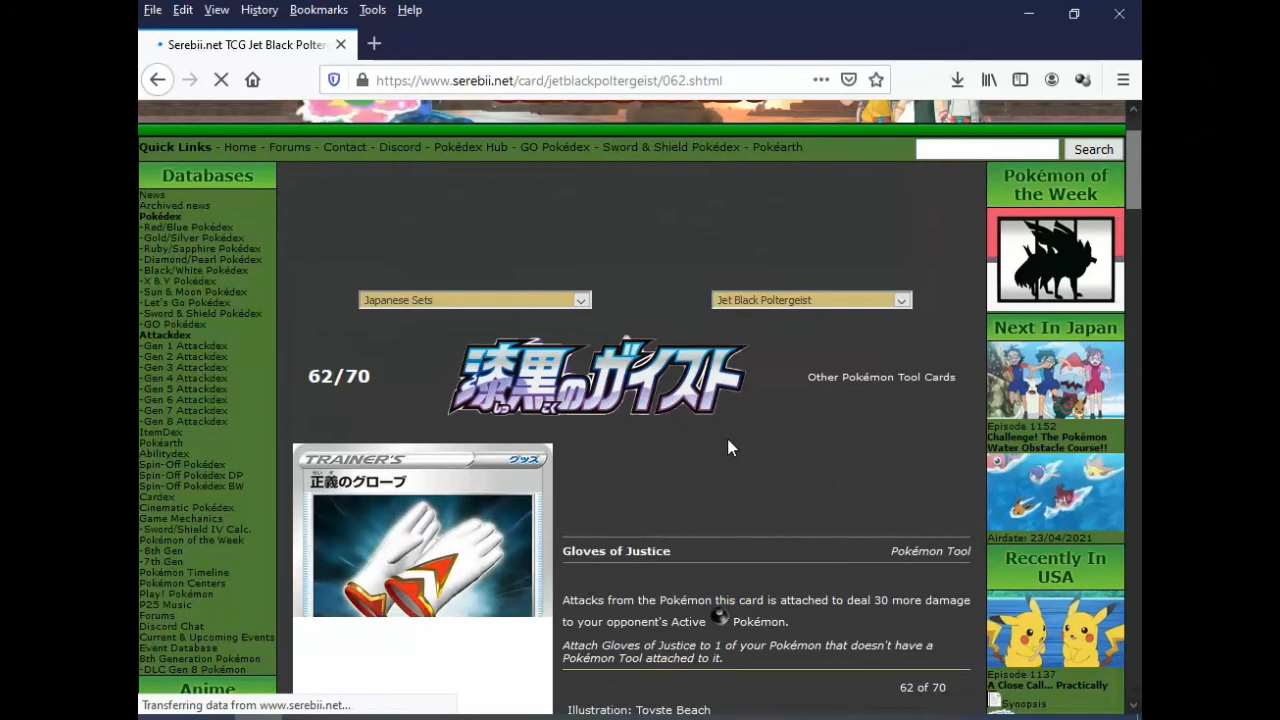 File Edit View History Bookmarks Tools Help
Serebii.net TCG Jet Black Polter
https://www.serebii.net/card/jetblackpoltergeist/062.shtml
Quick Links - Home - Forums - Contact - Discord - Pokédex Hub - GO Pokédex - Sword & Shield Pokédex - Pokéarth
Search
Databases
News
Archived news
Pokédex
-Red/Blue Pokédex
-Gold/Silver Pokédex
-Ruby/Sapphire Pokédex
-Diamond/Pearl Pokédex
-Black/White Pokédex
-X & Y Pokédex
-Sun & Moon Pokédex
-Let's Go Pokédex
-Sword & Shield Pokédex
-GO Pokédex
Attackdex
-Gen 1 Attackdex
-Gen 2 Attackdex
-Gen 3 Attackdex
-Gen 4 Attackdex
-Gen 5 Attackdex
-Gen 6 Attackdex
-Gen 7 Attackdex
-Gen 8 Attackdex
ItemDex
Pokéarth
Abilitydex
Spin-Off Pokédex
Spin-Off Pokédex DP
Spin-Off Pokédex BW
Cardex
Cinematic Pokédex
Game Mechanics
-Sword/Shield IV Calc.
Pokémon of the Week
-8th Gen
-7th Gen
Pokémon Timeline
Pokémon Centers
Play! Pokémon
P25 Music
Forums
Discord Chat
Current & Upcoming Events
Event Database
8th Generation Pokémon
-DLC Gen 8 Pokémon
Anime
Japanese Sets
Jet Black Poltergeist
62/70
漆黒のガイスト
しっこく
Other Pokémon Tool Cards
TRAINER'S
グッズ
せいぎ
正義のグローブ
Gloves of Justice
Pokémon Tool
Attacks from the Pokémon this card is attached to deal 30 more damage
to your opponent's Active Pokémon.
Attach Gloves of Justice to 1 of your Pokémon that doesn't have a
Pokémon Tool attached to it.
62 of 70
Illustration: Toyste Beach
Pokémon of
the Week
Next In Japan
Episode 1152
Challenge! The Pokémon
Water Obstacle Course!!
Airdate: 23/04/2021
Recently In
USA
Episode 1137
A Close Call... Practically
Synopsis
Transferring data from www.serebii.net...